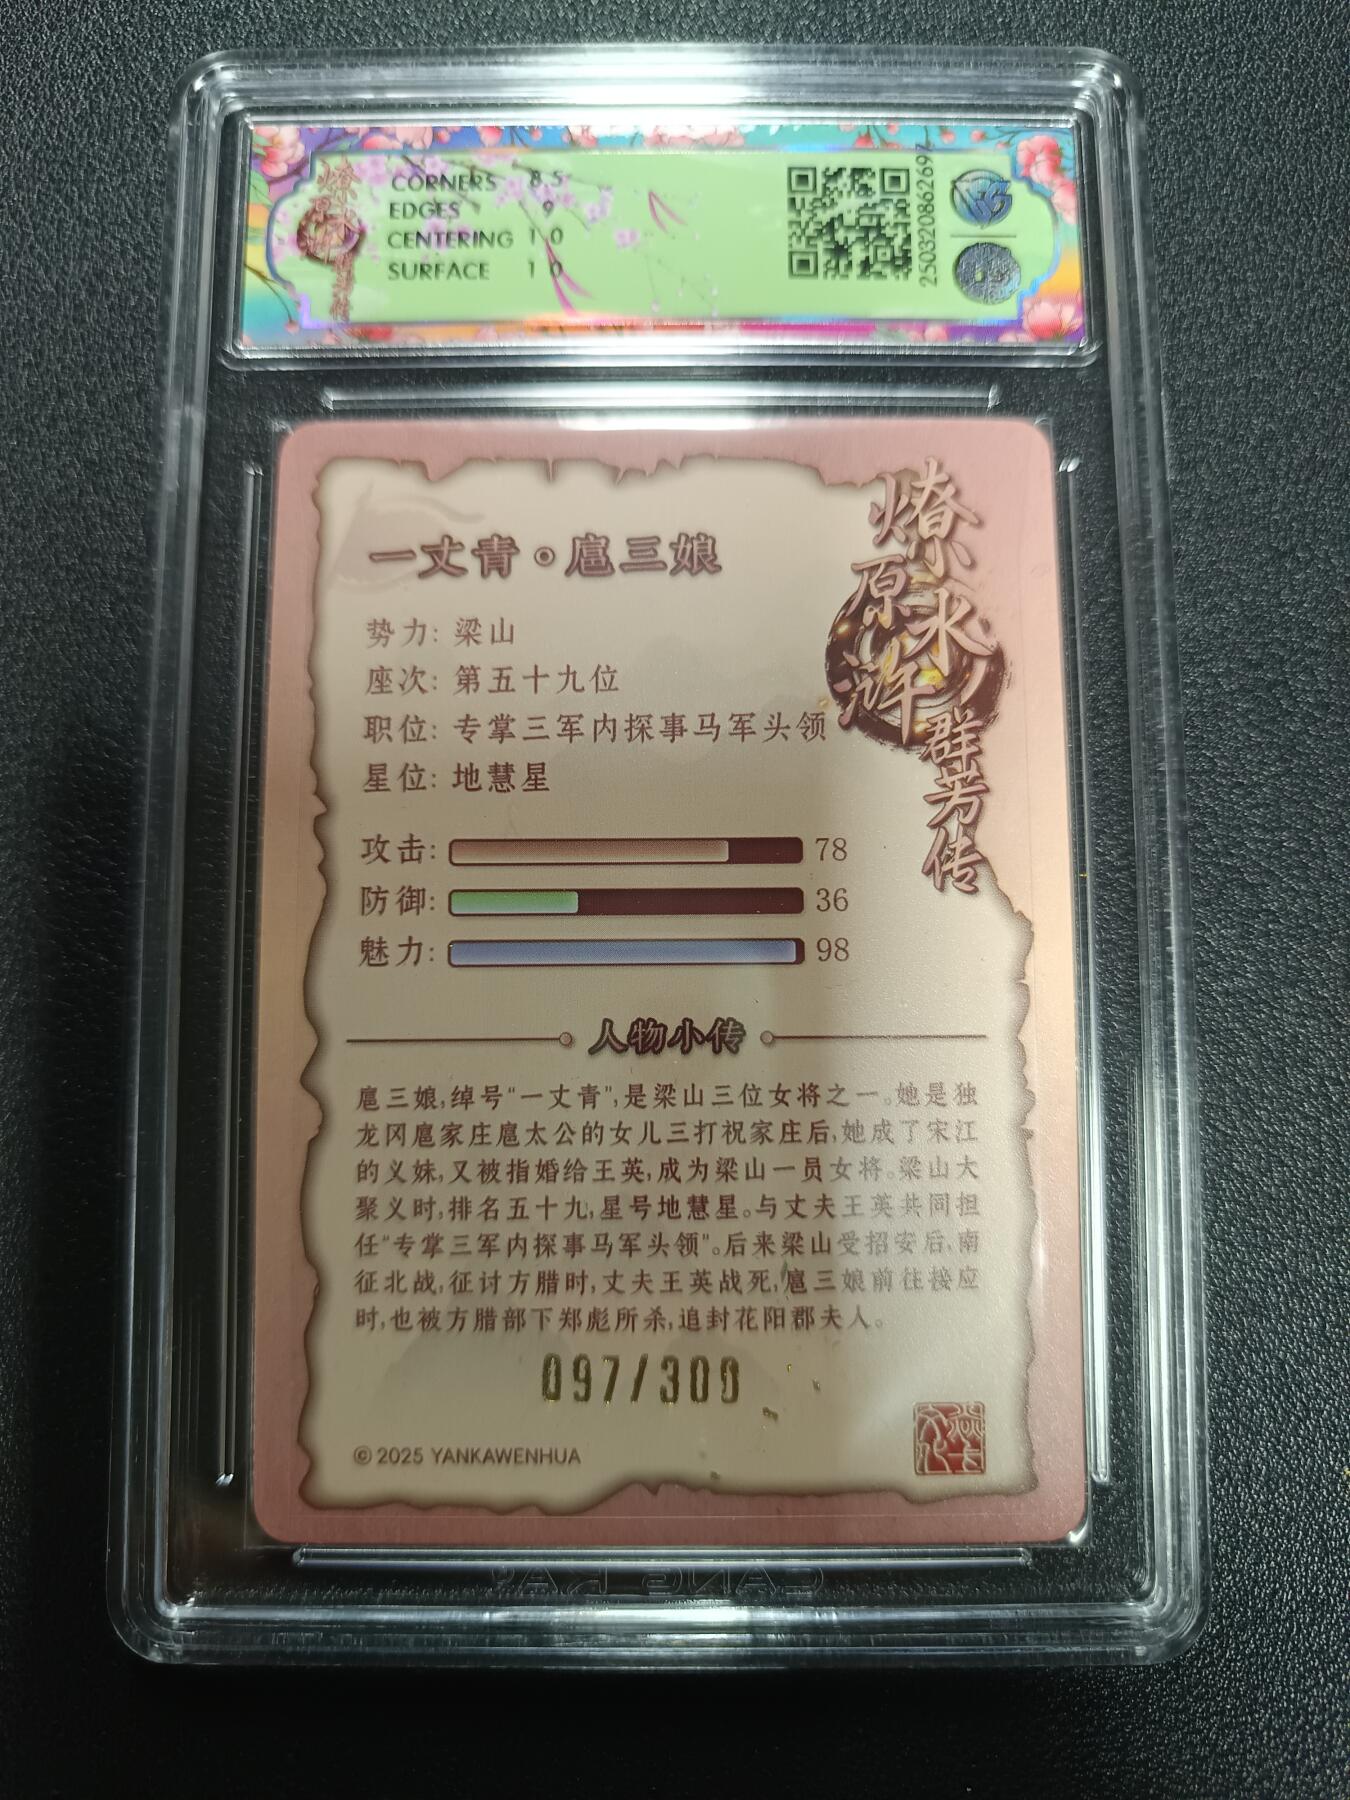 CORNERS 8.5
EDGES 9
CENTERING 10
SURFACE 10
燎原水浒
群芳传
一丈青·扈三娘
势力: 梁山
座次: 第五十九位
职位: 专掌三军内探事马军头领
星位: 地慧星
攻击: 78
防御: 36
魅力: 98
人物小传
扈三娘,绰号“一丈青”,是梁山三位女将之一。她是独
龙冈扈家庄扈太公的女儿三打祝家庄后,她成了宋江
的义妹,又被指婚给王英,成为梁山一员女将。梁山大
聚义时,排名五十九,星号地慧星。与丈夫王英共同担
任“专掌三军内探事马军头领”。后来梁山受招安后,南
征北战,征讨方腊时,丈夫王英战死,扈三娘前往接应
时,也被方腊部下郑彪所杀,追封花阳郡夫人。
097/300
© 2025 YANKAWENHUA